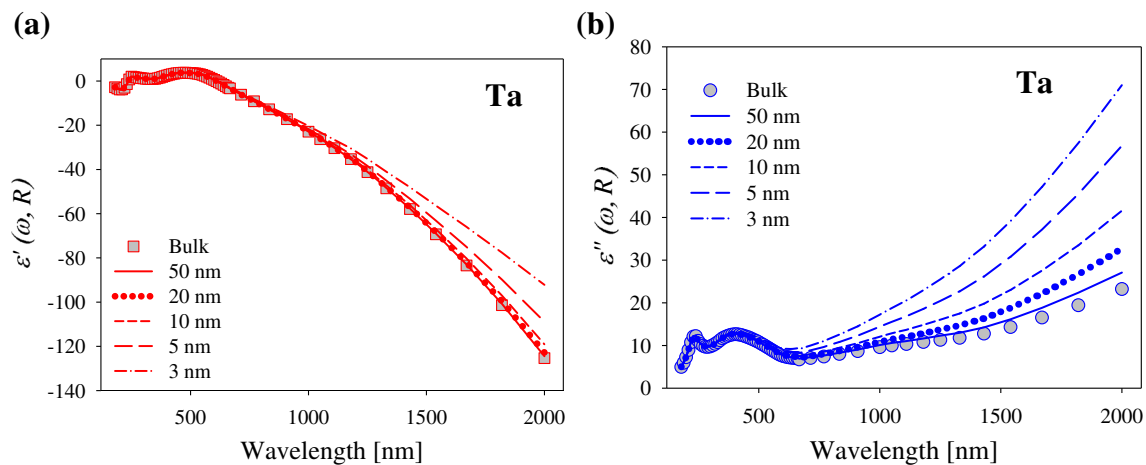 (a)
Ta
ε′ (ω, R)
0
-20
-40
-60
-80
-100
-120
-140
Bulk
50 nm
20 nm
10 nm
5 nm
3 nm
500
1000
1500
2000
Wavelength [nm]
(b)
Ta
ε″ (ω, R)
80
70
60
50
40
30
20
10
0
Bulk
50 nm
20 nm
10 nm
5 nm
3 nm
500
1000
1500
2000
Wavelength [nm]